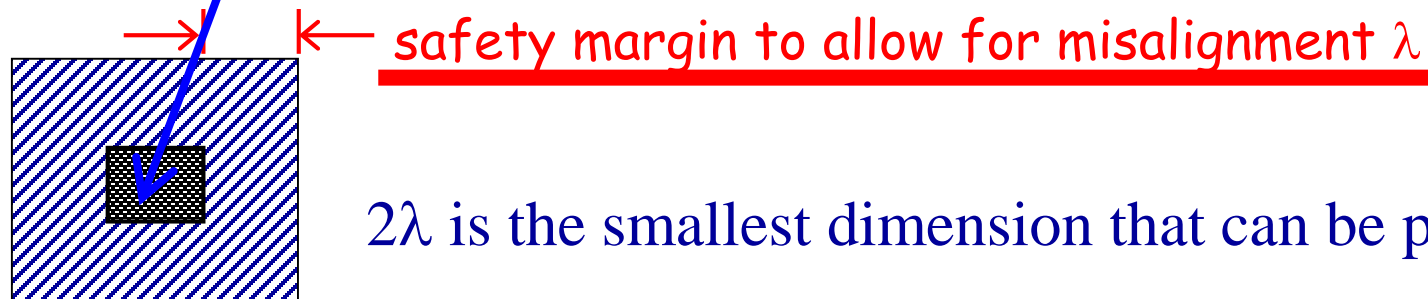 safety margin to allow for misalignment λ
2λ is the smallest dimension that can be